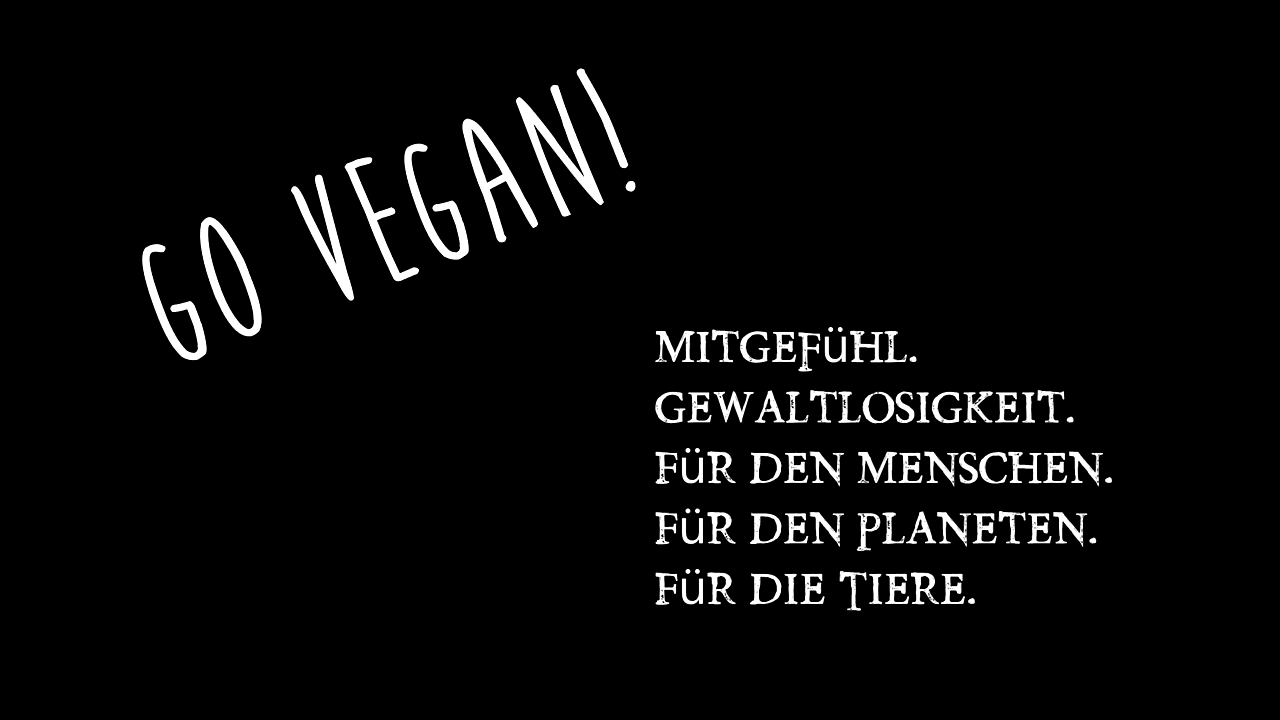 GO VEGAN!
MITGEFüHL.
GEWALTLOSIGKEIT.
FüR DEN MENSCHEN.
FüR DEN PLANETEN.
FüR DIE TIERE.